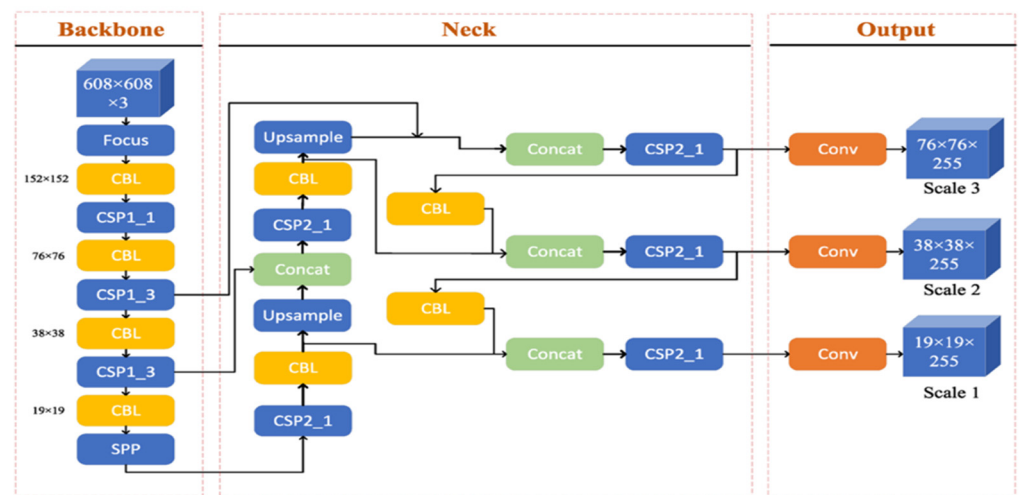 Backbone
608×608
×3
Focus
152×152
CBL
CSP1_1
76×76
CBL
CSP1_3
38×38
CBL
CSP1_3
19×19
CBL
SPP
Neck
Upsample
CBL
CSP2_1
Concat
Upsample
CBL
CSP2_1
Concat
CSP2_1
CBL
Concat
CSP2_1
CBL
Concat
CSP2_1
Output
Conv
76×76×
255
Scale 3
Conv
38×38×
255
Scale 2
Conv
19×19×
255
Scale 1